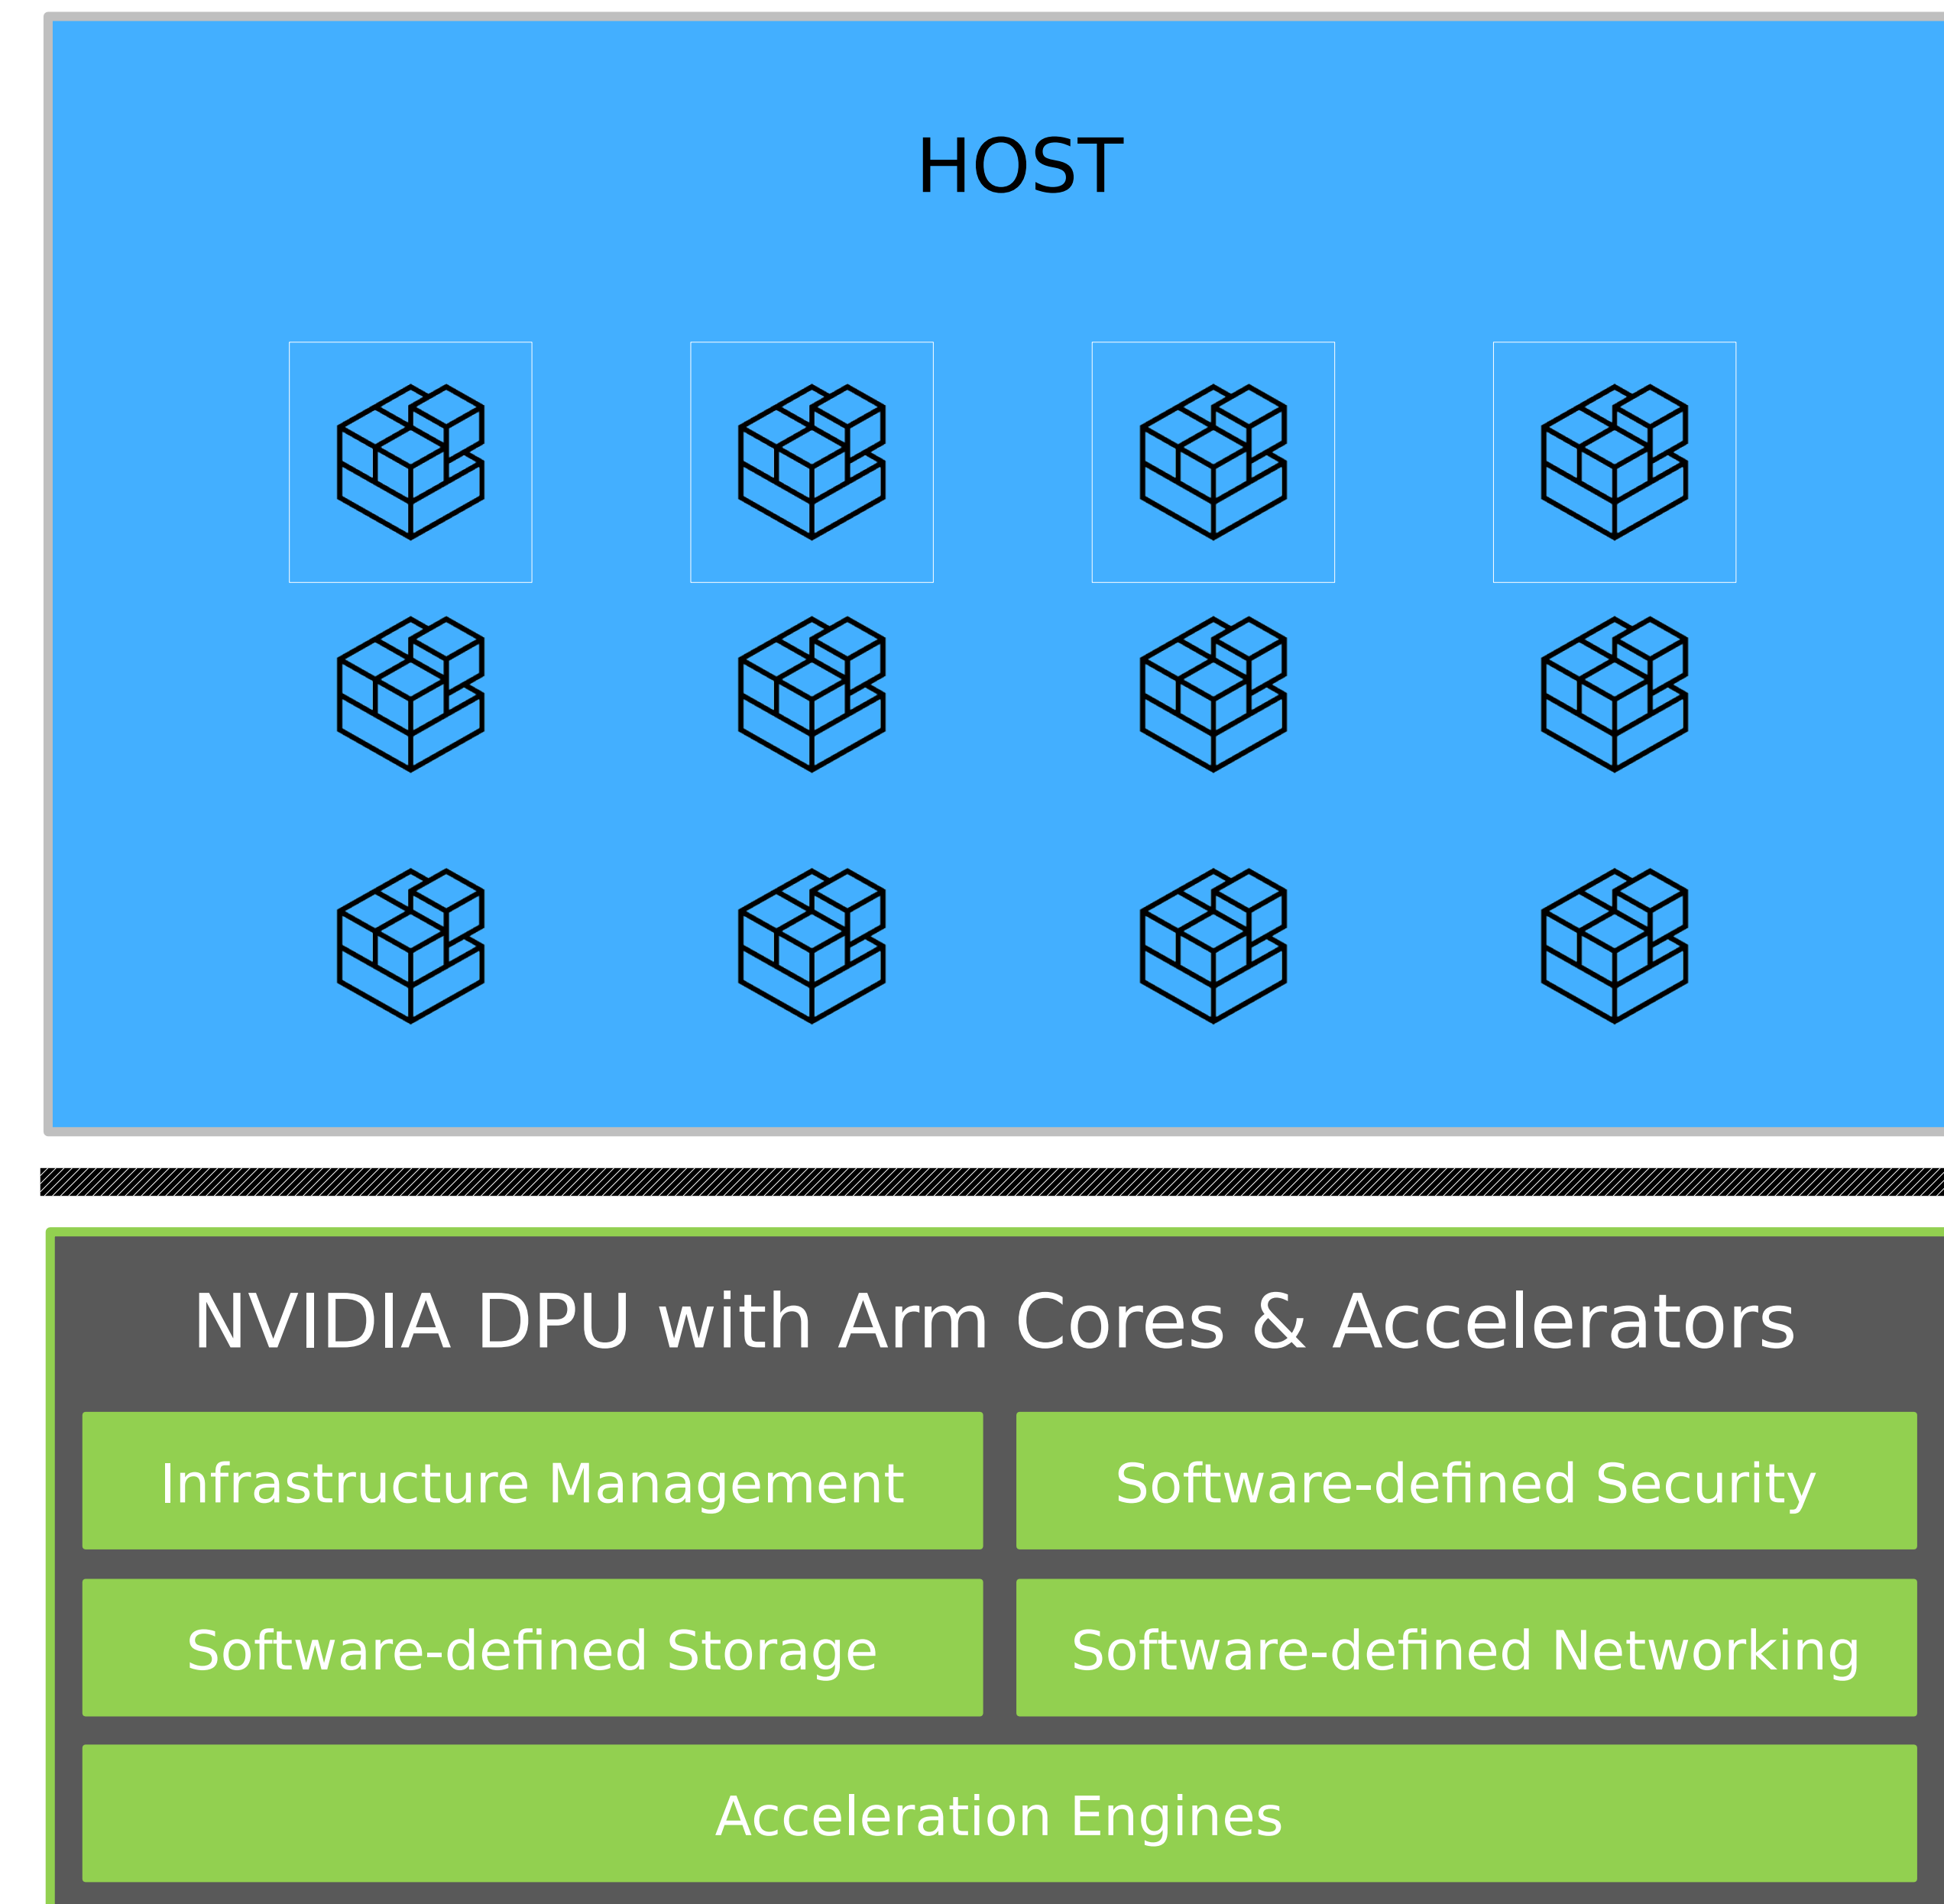 HOST
NVIDIA DPU with Arm Cores & Accelerators
Infrastructure Management
Software-defined Security
Software-defined Storage
Software-defined Networking
Acceleration Engines